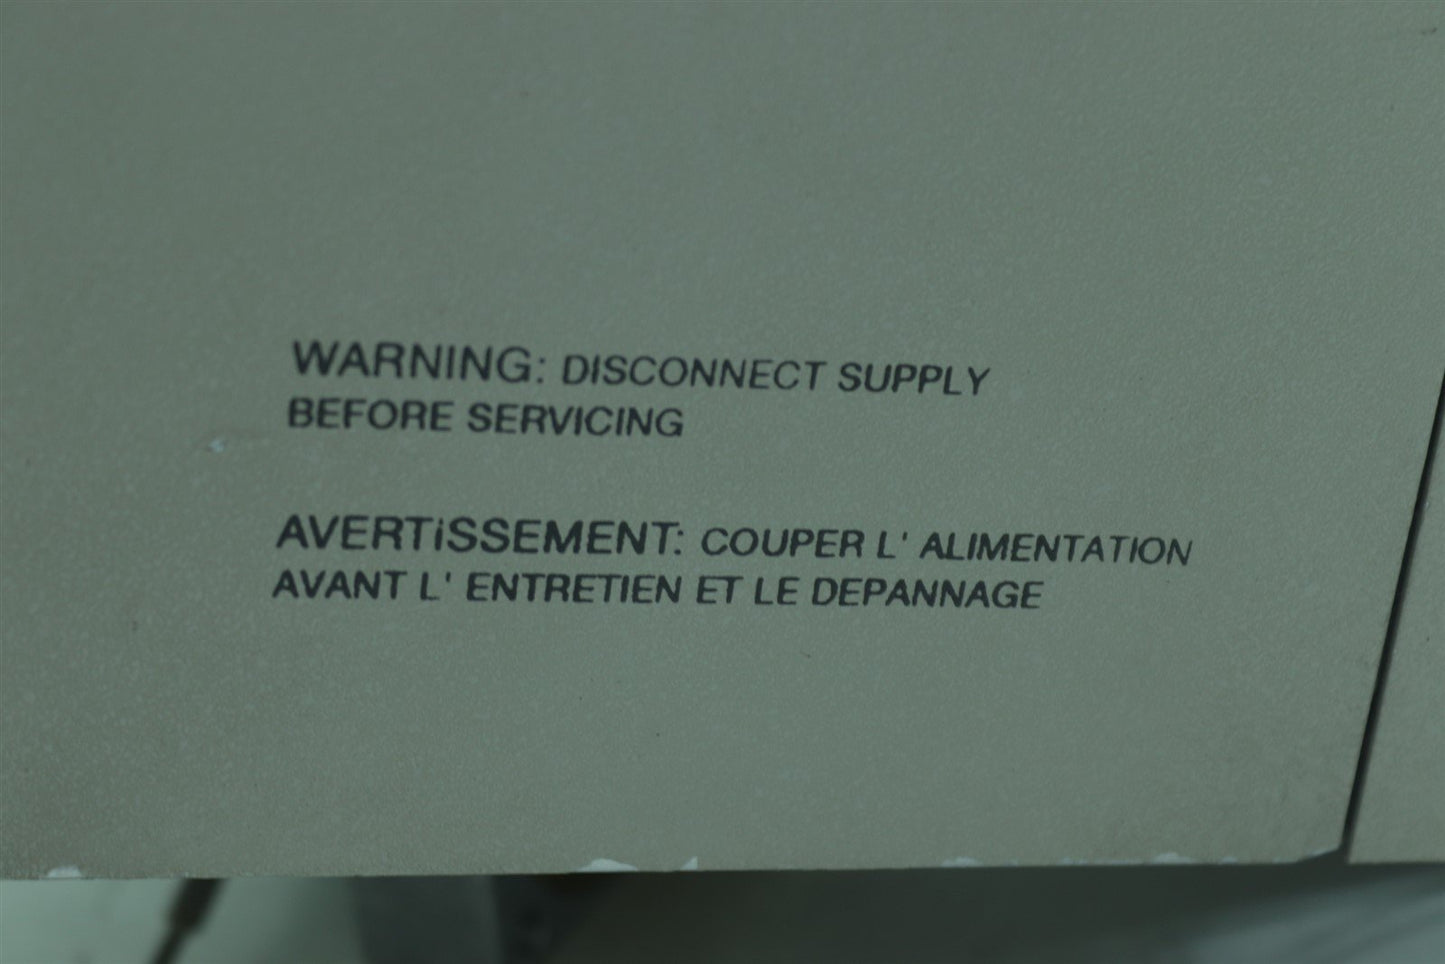 WARNING: DISCONNECT SUPPLY
BEFORE SERVICING
AVERTiSSEMENT: COUPER L' ALIMENTATION
AVANT L' ENTRETIEN ET LE DEPANNAGE